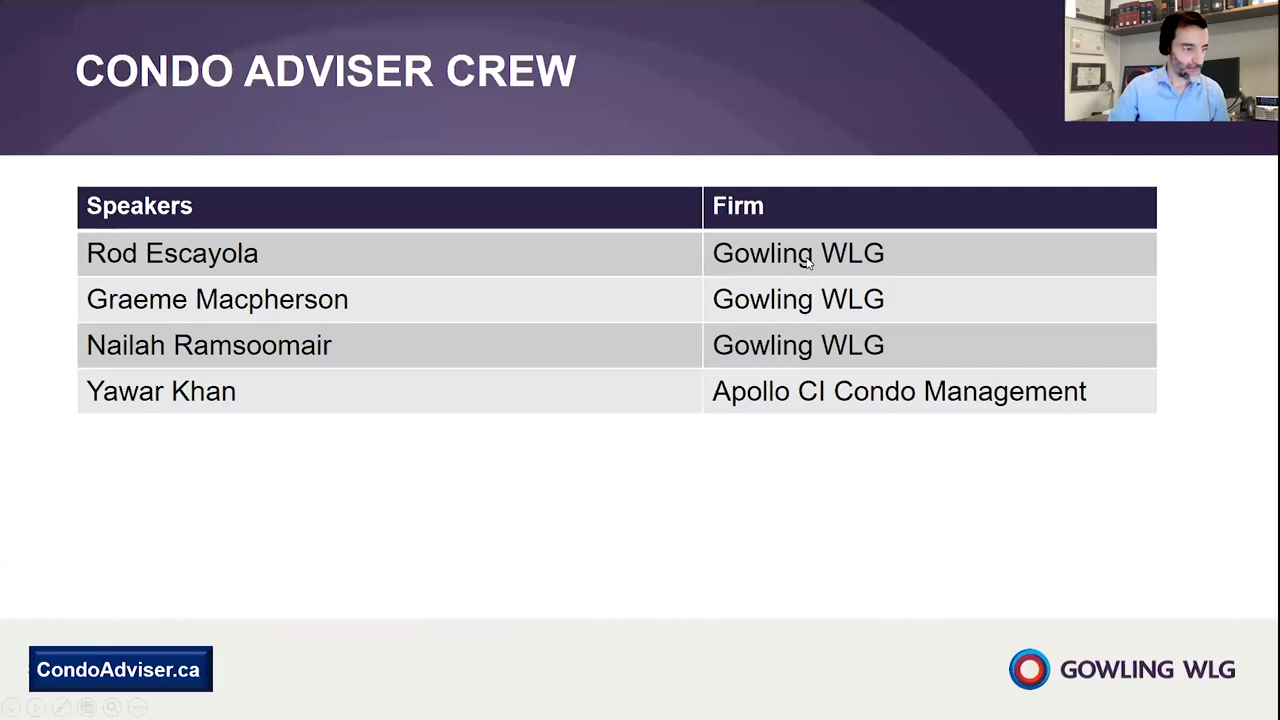 CONDO ADVISER CREW
Speakers Firm
Rod Escayola Gowling WLG
Graeme Macpherson Gowling WLG
Nailah Ramsoomair Gowling WLG
Yawar Khan Apollo CI Condo Management
CondoAdviser.ca
GOWLING WLG